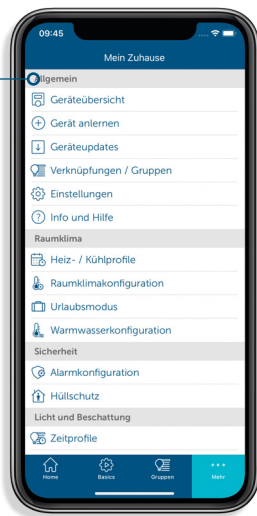 09:45
Mein Zuhause
Allgemein
Geräteübersicht
Gerät anlernen
Geräteupdates
Verknüpfungen / Gruppen
Einstellungen
Info und Hilfe
Raumklima
Heiz- / Kühlprofile
Raumklimakonfiguration
Urlaubsmodus
Warmwasserkonfiguration
Sicherheit
Alarmkonfiguration
Hüllschutz
Licht und Beschattung
Zeitprofile
Home Basics Gruppen Mehr